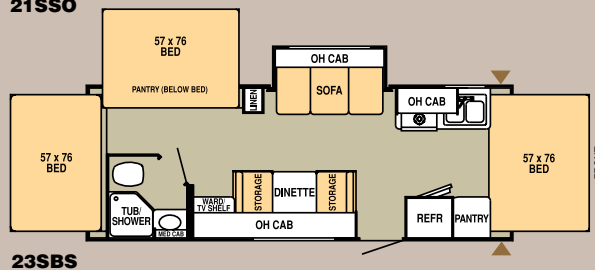 21SSO
57 x 76
BED
PANTRY (BELOW BED)
OH CAB
SOFA
LINEN
OH CAB
57 x 76
BED
57 x 76
BED
TUB/
SHOWER
MED CAB
WARD/
TV SHELF
STORAGE
DINETTE
STORAGE
OH CAB
REFR
PANTRY
23SBS